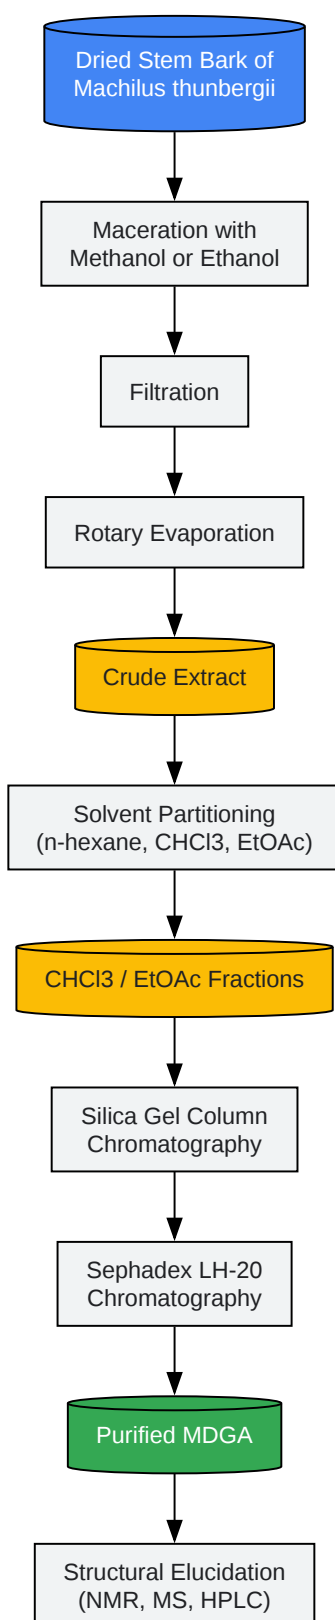 Dried Stem Bark of
Machilus thunbergii
Maceration with
Methanol or Ethanol
Filtration
Rotary Evaporation
Crude Extract
Solvent Partitioning
(n-hexane, CHCl3, EtOAc)
CHCl3 / EtOAc Fractions
Silica Gel Column
Chromatography
Sephadex LH-20
Chromatography
Purified MDGA
Structural Elucidation
(NMR, MS, HPLC)